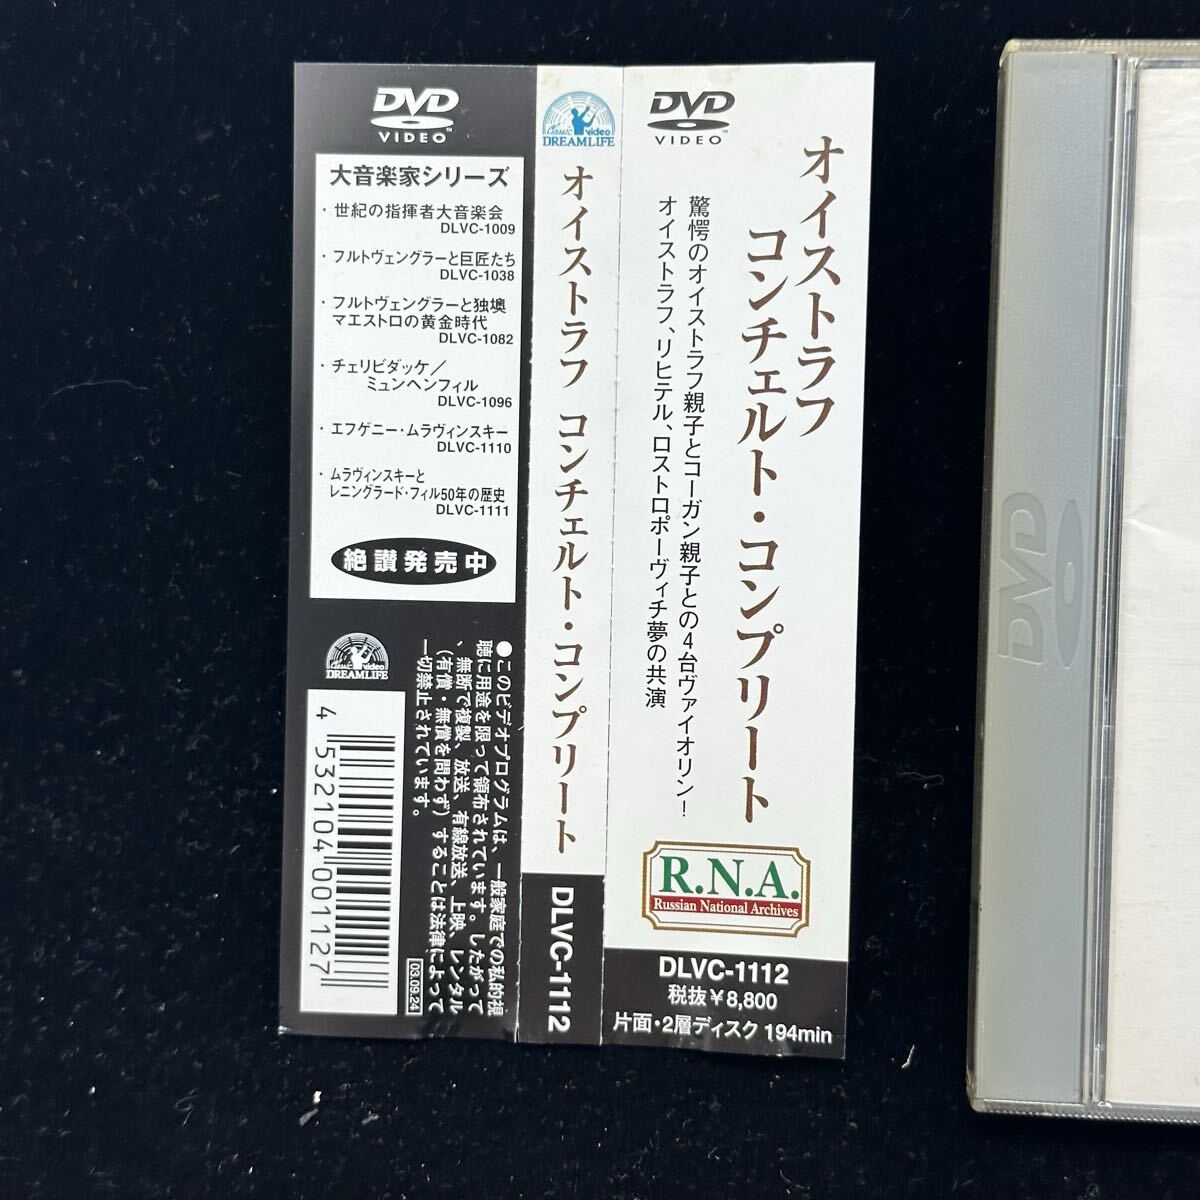 DVD
VIDEO™
大音楽家シリーズ
・世紀の指揮者大音楽会
DLVC-1009
・フルトヴェングラーと巨匠たち
DLVC-1038
・フルトヴェングラーと独墺
マエストロの黄金時代
DLVC-1082
・チェリビダッケ／
ミュンヘンフィル
DLVC-1096
・エフゲニー・ムラヴィンスキー
DLVC-1110
・ムラヴィンスキーと
レニングラード・フィル50年の歴史
DLVC-1111
絶讃発売中
Classic Video
DREAMLIFE
4 532104 001127
●このビデオプログラムは、一般家庭での私的視
聴に用途を限って領布されています。したがって
、無断で複製、放送、有線放送、上映、レンタル
（有償・無償を問わず）することは法律によって
一切禁止されています。
03.09.24
Classic Video
DREAMLIFE
オイストラフ コンチェルト・コンプリート
DLVC-1112
DVD
VIDEO™
オイストラフ
コンチェルト・コンプリート
驚愕のオイストラフ親子とコーガン親子との4台ヴァイオリン！
オイストラフ、リヒテル、ロストロポーヴィチ夢の共演
R.N.A.
Russian National Archives
DLVC-1112
税抜￥8,800
片面・2層ディスク 194min
DVD